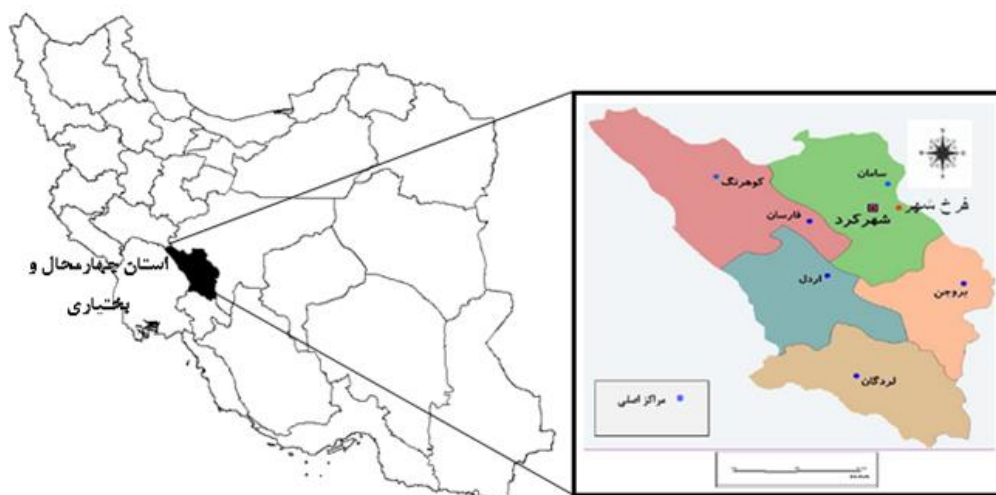 استان چهارمحال و
بختیاری
کوهرنگ
سامان
فرخ شهر
شهرکرد
فارسان
اردل
بروجن
لردگان
مراکز اصلی